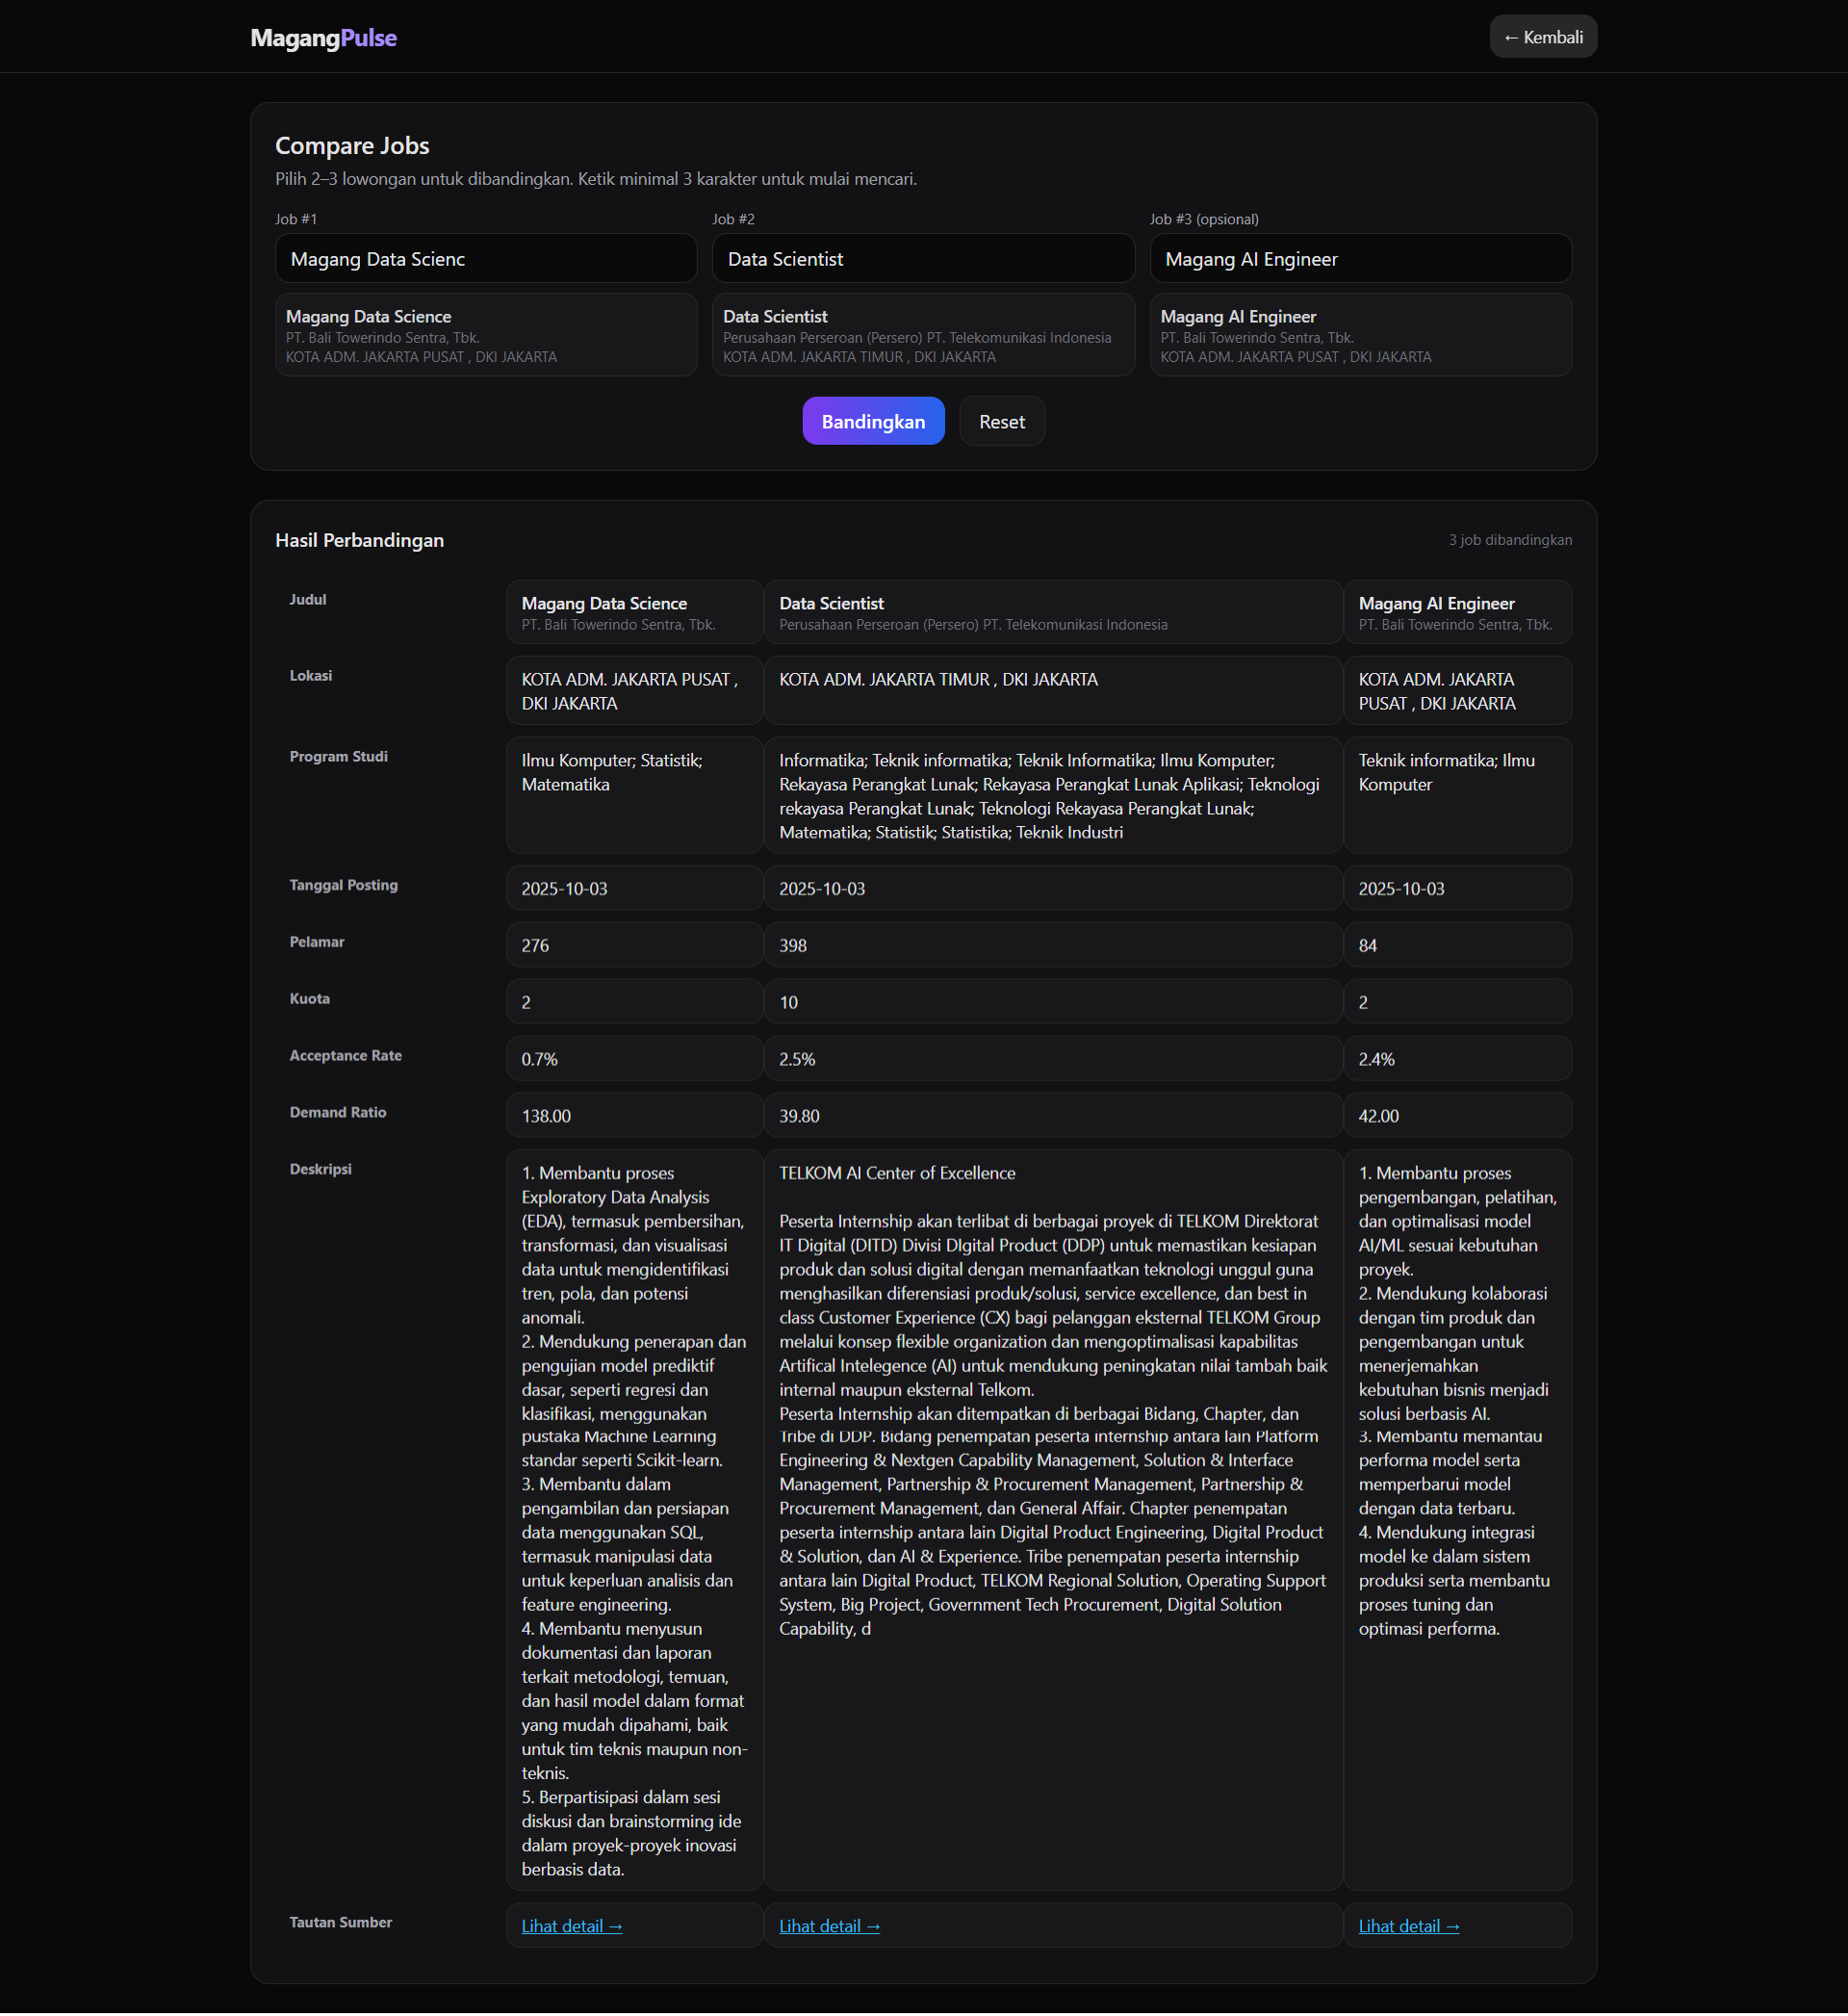 MagangPulse
← Kembali
Compare Jobs
Pilih 2–3 lowongan untuk dibandingkan. Ketik minimal 3 karakter untuk mulai mencari.
Job #1
Job #2
Job #3 (opsional)
Magang Data Scienc
Data Scientist
Magang AI Engineer
Magang Data Science
PT. Bali Towerindo Sentra, Tbk.
KOTA ADM. JAKARTA PUSAT , DKI JAKARTA
Data Scientist
Perusahaan Perseroan (Persero) PT. Telekomunikasi Indonesia
KOTA ADM. JAKARTA TIMUR , DKI JAKARTA
Magang AI Engineer
PT. Bali Towerindo Sentra, Tbk.
KOTA ADM. JAKARTA PUSAT , DKI JAKARTA
Bandingkan
Reset
Hasil Perbandingan
3 job dibandingkan
Judul
Magang Data Science
PT. Bali Towerindo Sentra, Tbk.
Data Scientist
Perusahaan Perseroan (Persero) PT. Telekomunikasi Indonesia
Magang AI Engineer
PT. Bali Towerindo Sentra, Tbk.
Lokasi
KOTA ADM. JAKARTA PUSAT ,
DKI JAKARTA
KOTA ADM. JAKARTA TIMUR , DKI JAKARTA
KOTA ADM. JAKARTA
PUSAT , DKI JAKARTA
Program Studi
Ilmu Komputer; Statistik;
Matematika
Informatika; Teknik informatika; Teknik Informatika; Ilmu Komputer;
Rekayasa Perangkat Lunak; Rekayasa Perangkat Lunak Aplikasi; Teknologi
rekayasa Perangkat Lunak; Teknologi Rekayasa Perangkat Lunak;
Matematika; Statistik; Statistika; Teknik Industri
Teknik informatika; Ilmu
Komputer
Tanggal Posting
2025-10-03
2025-10-03
2025-10-03
Pelamar
276
398
84
Kuota
2
10
2
Acceptance Rate
0.7%
2.5%
2.4%
Demand Ratio
138.00
39.80
42.00
Deskripsi
1. Membantu proses
Exploratory Data Analysis
(EDA), termasuk pembersihan,
transformasi, dan visualisasi
data untuk mengidentifikasi
tren, pola, dan potensi
anomali.
2. Mendukung penerapan dan
pengujian model prediktif
dasar, seperti regresi dan
klasifikasi, menggunakan
pustaka Machine Learning
standar seperti Scikit-learn.
3. Membantu dalam
pengambilan dan persiapan
data menggunakan SQL,
termasuk manipulasi data
untuk keperluan analisis dan
feature engineering.
4. Membantu menyusun
dokumentasi dan laporan
terkait metodologi, temuan,
dan hasil model dalam format
yang mudah dipahami, baik
untuk tim teknis maupun non-
teknis.
5. Berpartisipasi dalam sesi
diskusi dan brainstorming ide
dalam proyek-proyek inovasi
berbasis data.
TELKOM AI Center of Excellence
Peserta Internship akan terlibat di berbagai proyek di TELKOM Direktorat
IT Digital (DITD) Divisi DIgital Product (DDP) untuk memastikan kesiapan
produk dan solusi digital dengan memanfaatkan teknologi unggul guna
menghasilkan diferensiasi produk/solusi, service excellence, dan best in
class Customer Experience (CX) bagi pelanggan eksternal TELKOM Group
melalui konsep flexible organization dan mengoptimalisasi kapabilitas
Artifical Intelegence (AI) untuk mendukung peningkatan nilai tambah baik
internal maupun eksternal Telkom.
Peserta Internship akan ditempatkan di berbagai Bidang, Chapter, dan
Tribe di DDP. Bidang penempatan peserta internship antara lain Platform
Engineering & Nextgen Capability Management, Solution & Interface
Management, Partnership & Procurement Management, Partnership &
Procurement Management, dan General Affair. Chapter penempatan
peserta internship antara lain Digital Product Engineering, Digital Product
& Solution, dan AI & Experience. Tribe penempatan peserta internship
antara lain Digital Product, TELKOM Regional Solution, Operating Support
System, Big Project, Government Tech Procurement, Digital Solution
Capability, d
1. Membantu proses
pengembangan, pelatihan,
dan optimalisasi model
AI/ML sesuai kebutuhan
proyek.
2. Mendukung kolaborasi
dengan tim produk dan
pengembangan untuk
menerjemahkan
kebutuhan bisnis menjadi
solusi berbasis AI.
3. Membantu memantau
performa model serta
memperbarui model
dengan data terbaru.
4. Mendukung integrasi
model ke dalam sistem
produksi serta membantu
proses tuning dan
optimasi performa.
Tautan Sumber
Lihat detail →
Lihat detail →
Lihat detail →